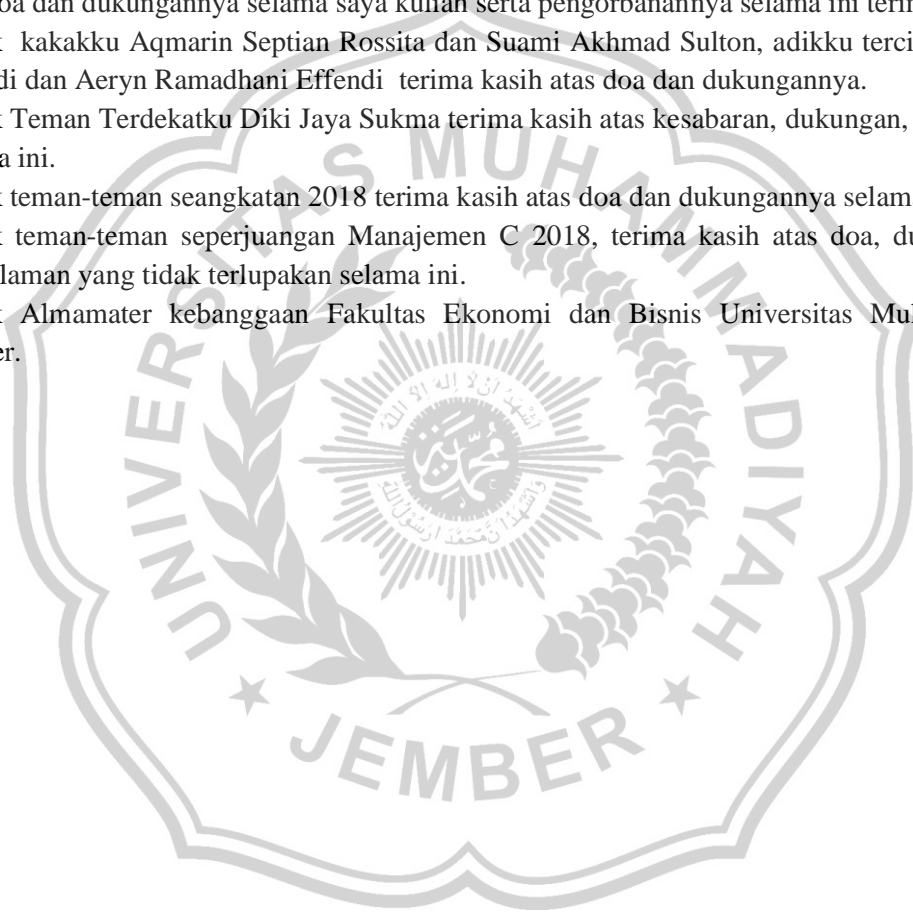 oa dan dukungannya selama saya kuliah serta pengorbanannya selama ini terim
k kakakku Aqmarin Septian Rossita dan Suami Akhmad Sulton, adikku terci
di dan Aeryn Ramadhani Effendi terima kasih atas doa dan dukungannya.
k Teman Terdekatku Diki Jaya Sukma terima kasih atas kesabaran, dukungan,
a ini.
k teman-teman seangkatan 2018 terima kasih atas doa dan dukungannya selama
k teman-teman seperjuangan Manajemen C 2018, terima kasih atas doa, du
laman yang tidak terlupakan selama ini.
k Almamater kebanggaan Fakultas Ekonomi dan Bisnis Universitas Mu
er.
UNIVERSITAS MUHAMMADIYAH
JEMBER